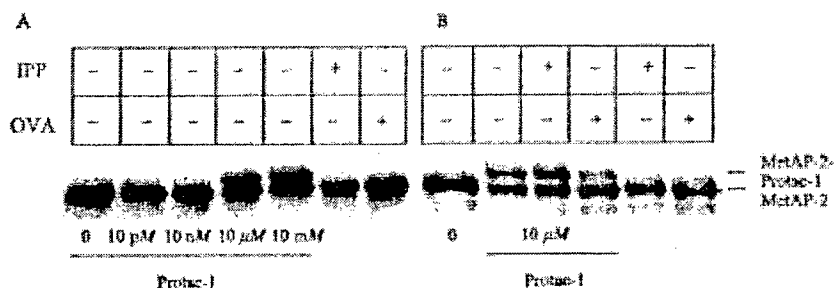 A B
IPP - - - - - + - - - + - + -
OVA - - - - - - + - - - + - +
MetAP-2-
Protac-1
MetAP-2
0 10 pM 10 nM 10 μM 10 mM 0 10 μM
Protac-1 Protac-1